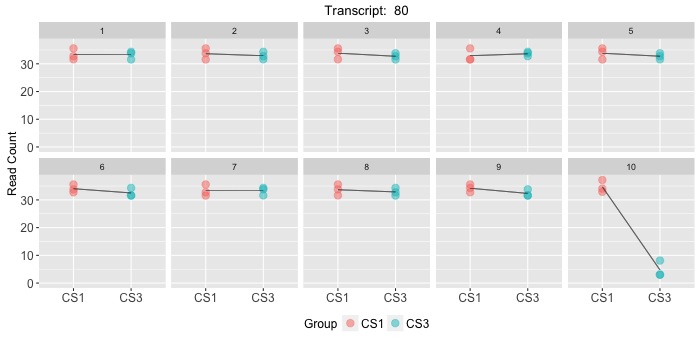 Transcript: 80
1 2 3 4 5
30
20
10
0
Read Count
6 7 8 9 10
30
20
10
0
CS1 CS3 CS1 CS3 CS1 CS3 CS1 CS3 CS1 CS3
Group CS1 CS3